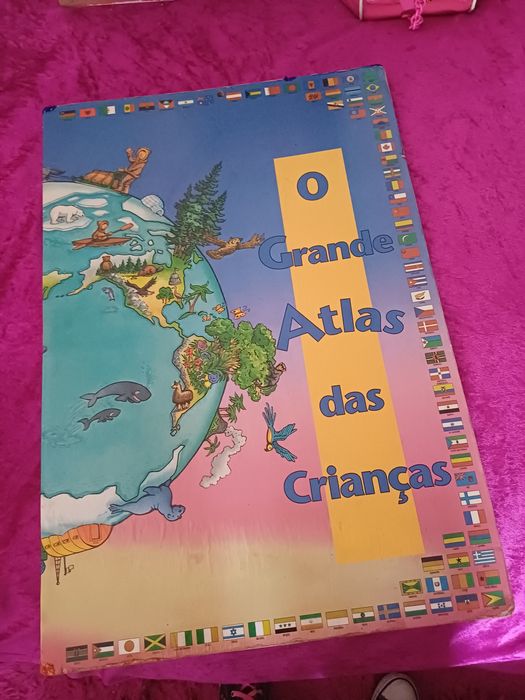 O
Grande
Atlas
das
Crianças